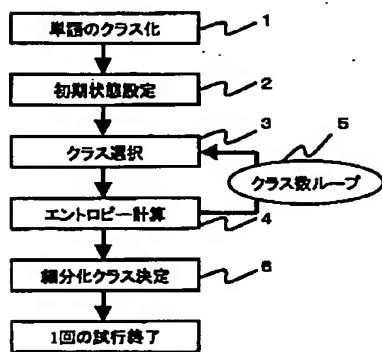 単語のクラス化
1
初期状態設定
2
クラス選択
3
クラス数ループ
5
エントロピー計算
4
細分化クラス決定
6
1回の試行終了